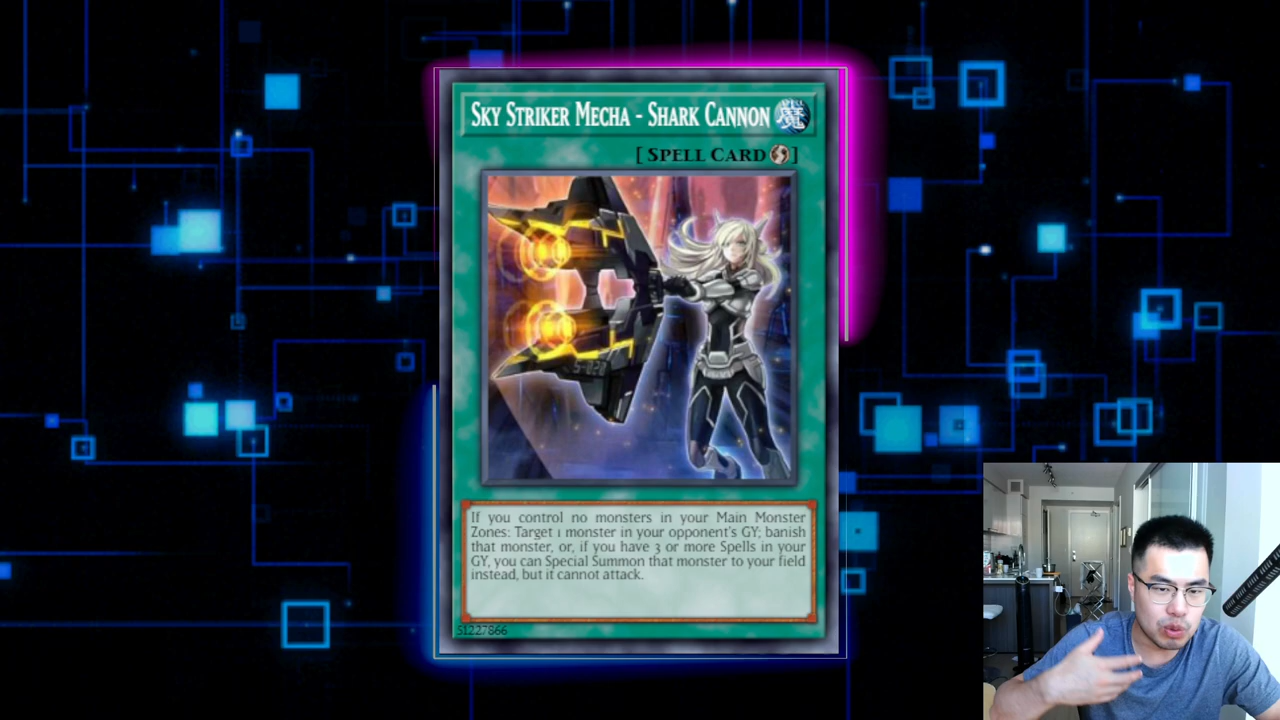 SKY STRIKER MECHA - SHARK CANNON 魔
[ SPELL CARD ]
S-020
If you control no monsters in your Main Monster
Zones: Target 1 monster in your opponent's GY; banish
that monster, or, if you have 3 or more Spells in your
GY, you can Special Summon that monster to your field
instead, but it cannot attack.
51227866